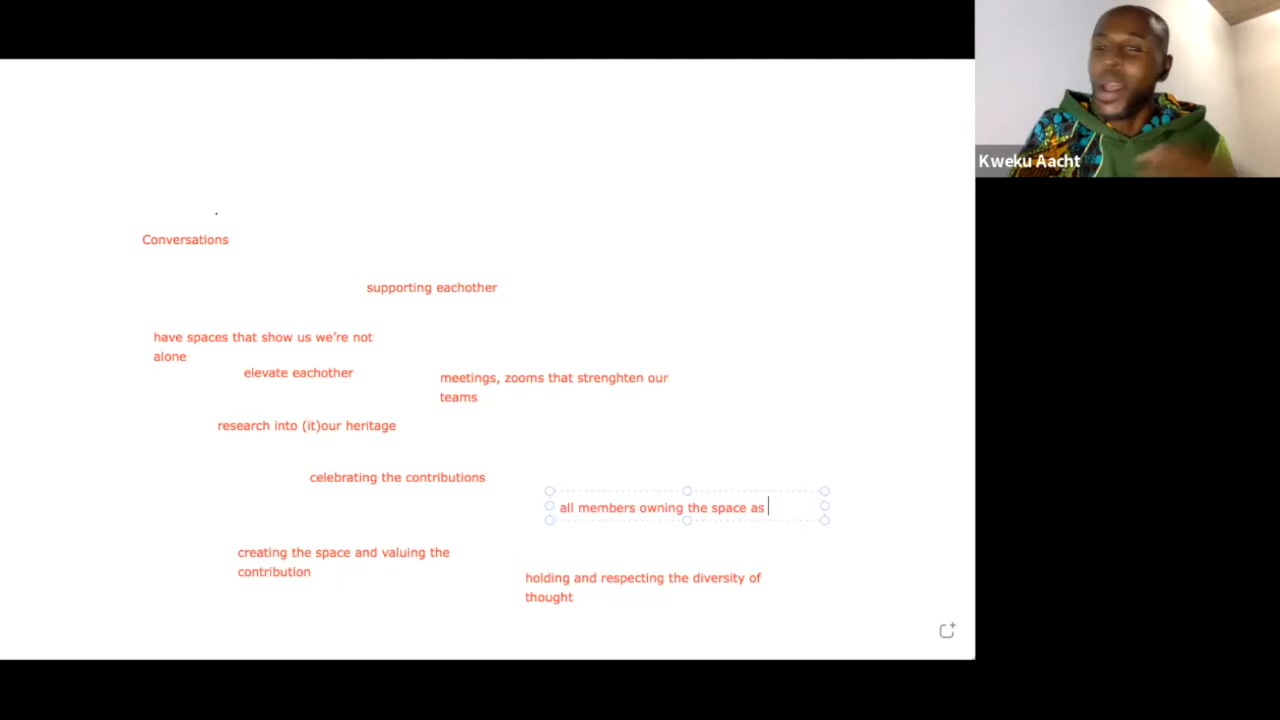 Kweku Aacht
Conversations
supporting eachother
have spaces that show us we're not
alone
elevate eachother
meetings, zooms that strenghten our
teams
research into (it)our heritage
celebrating the contributions
all members owning the space as
creating the space and valuing the
contribution
holding and respecting the diversity of
thought